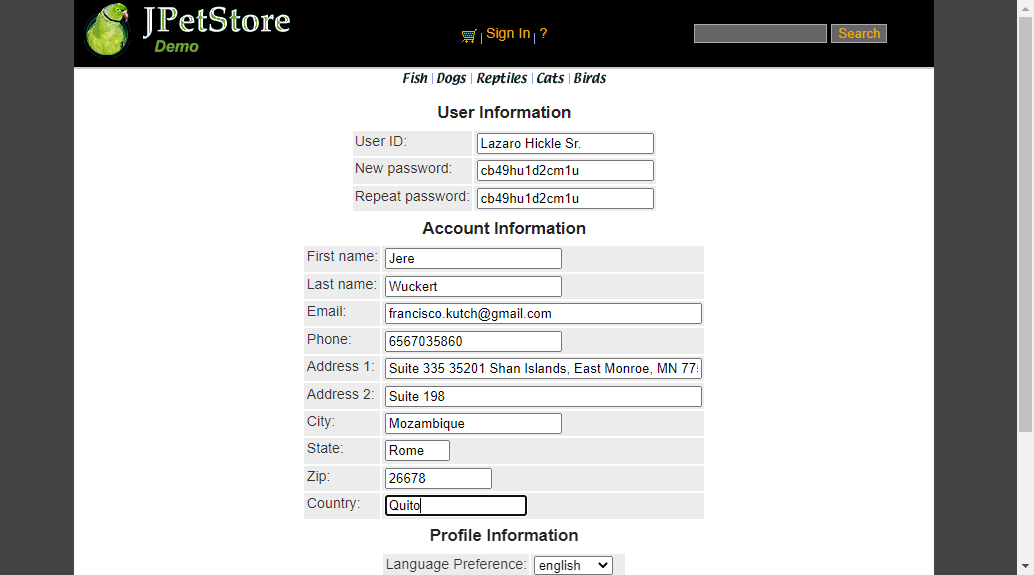 JPetStore
Demo
Sign In | ?
Search
Fish | Dogs | Reptiles | Cats | Birds
User Information
User ID: Lazaro Hickle Sr.
New password: cb49hu1d2cm1u
Repeat password: cb49hu1d2cm1u
Account Information
First name: Jere
Last name: Wuckert
Email: francisco.kutch@gmail.com
Phone: 6567035860
Address 1: Suite 335 35201 Shan Islands, East Monroe, MN 77
Address 2: Suite 198
City: Mozambique
State: Rome
Zip: 26678
Country: Quito
Profile Information
Language Preference: english